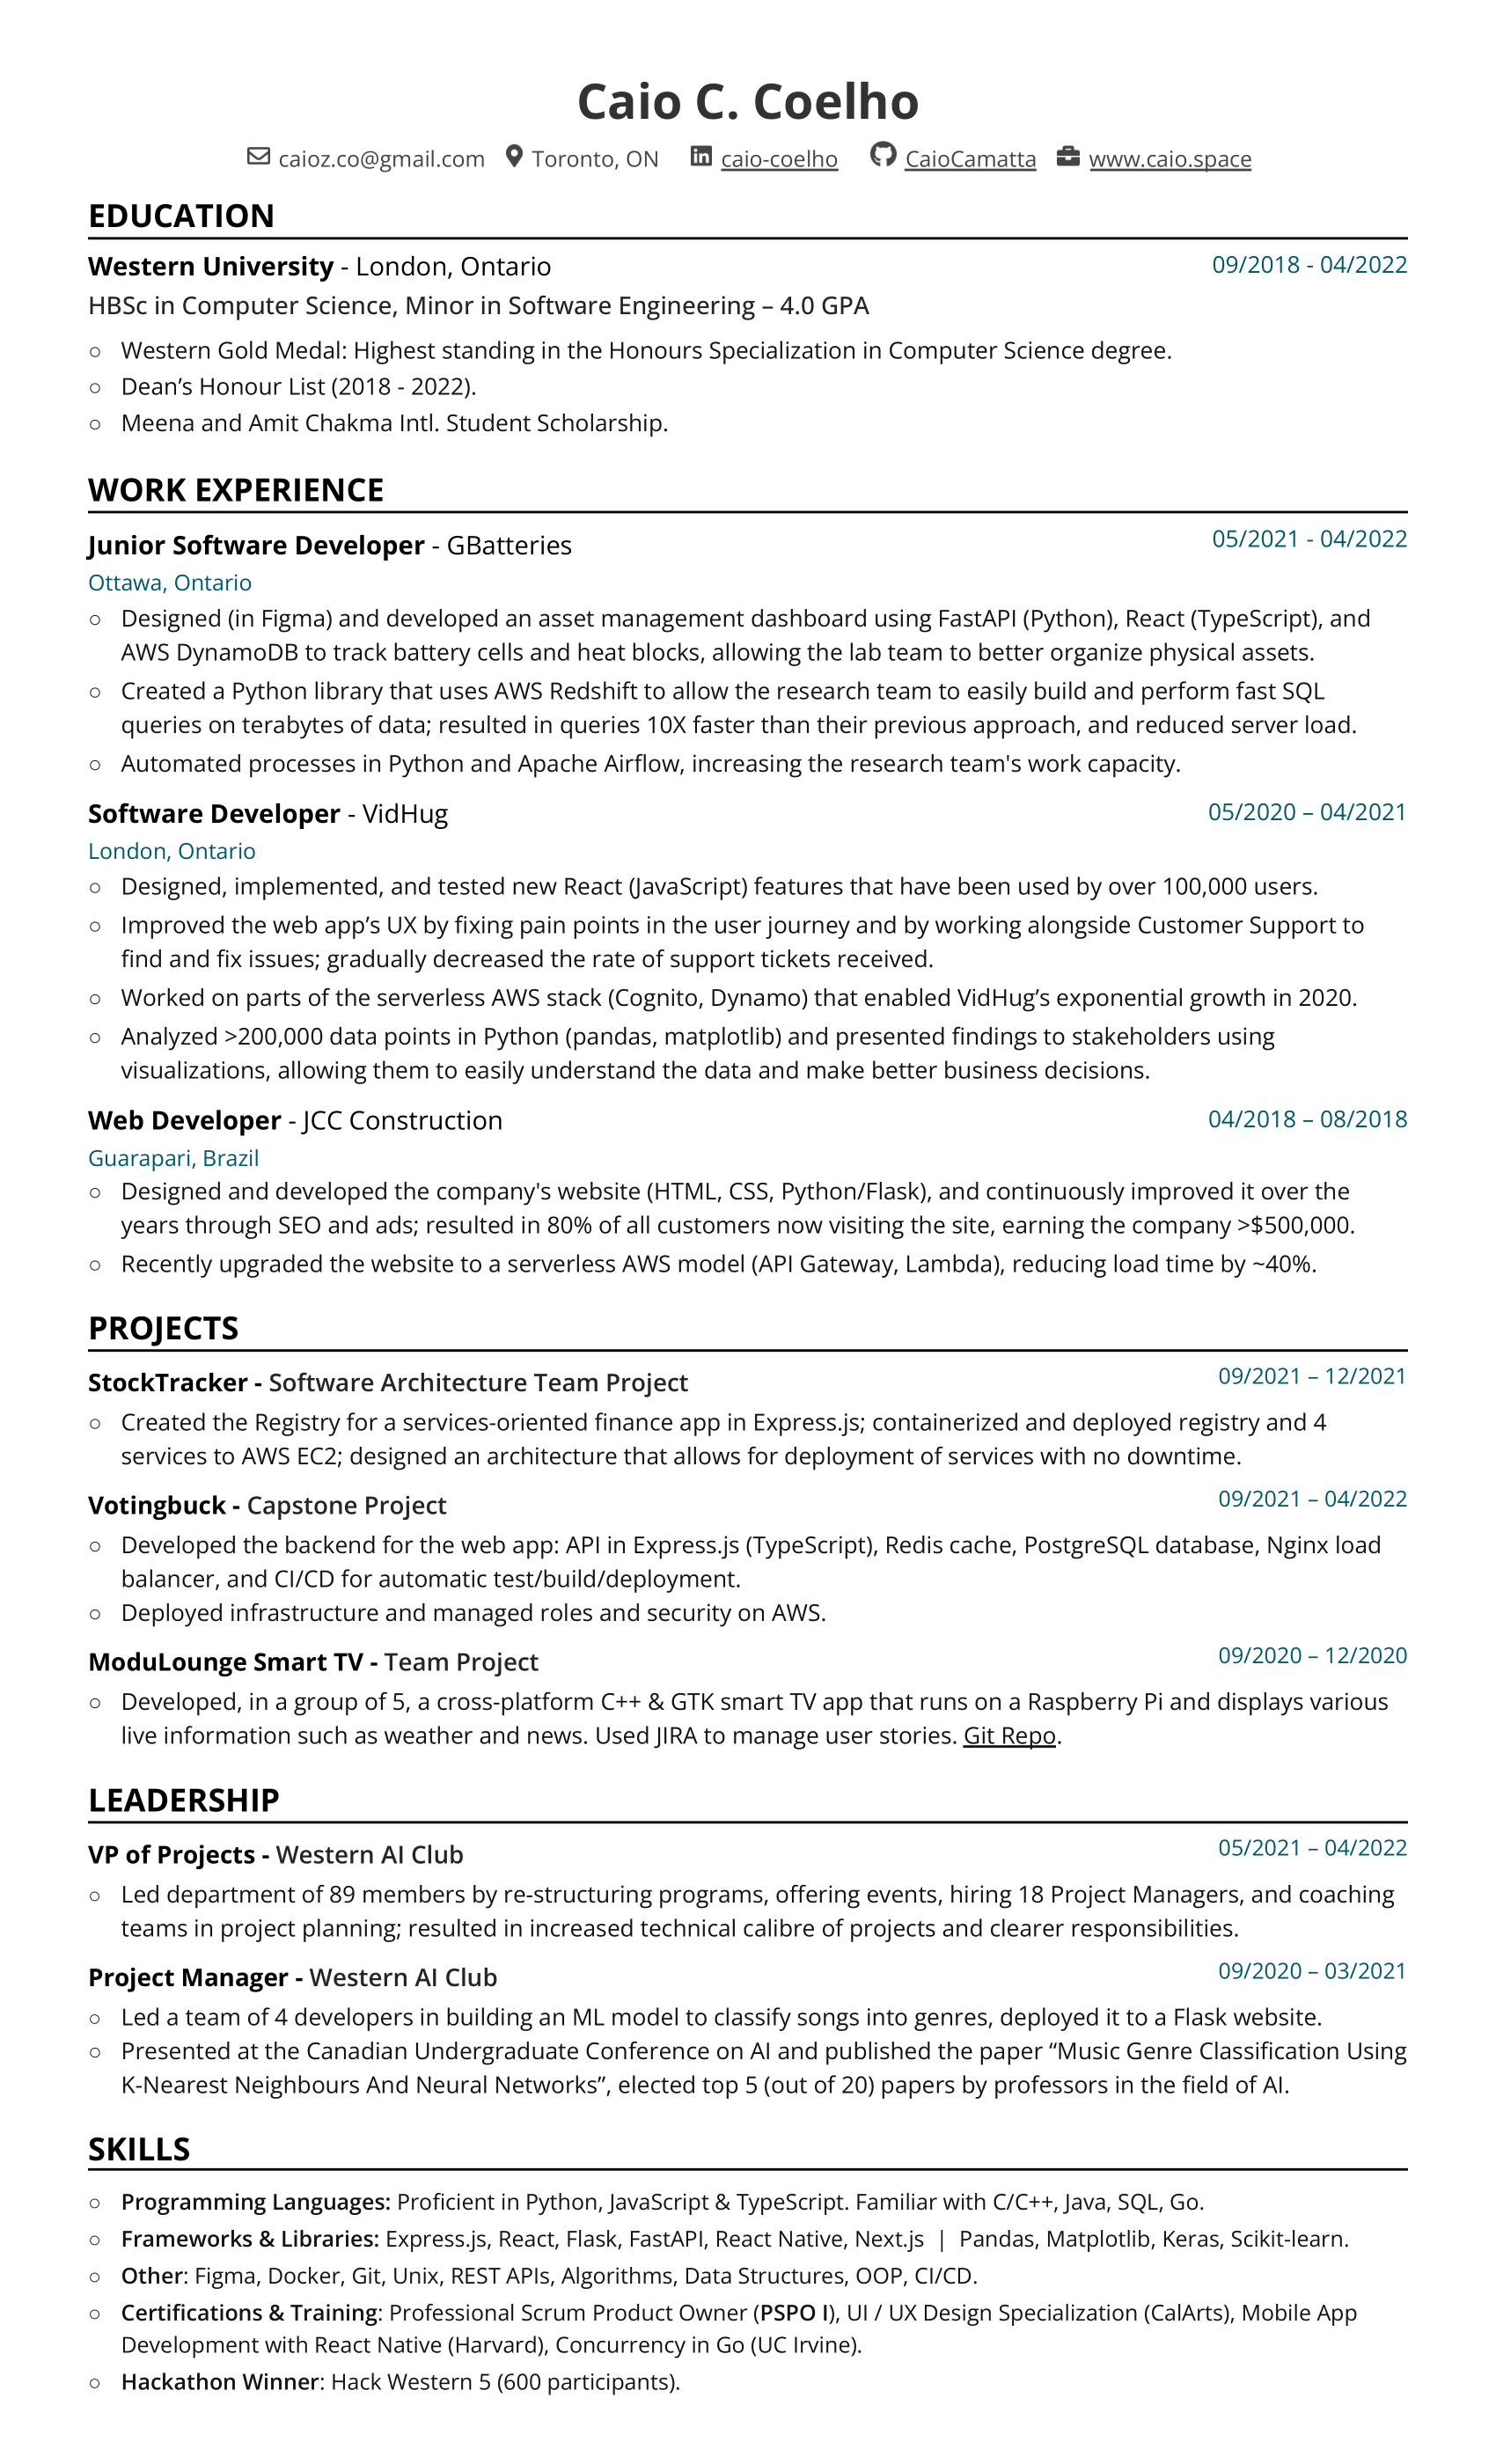 Caio C. Coelho
caioz.co@gmail.com Toronto, ON caio-coelho CaioCamatta www.caio.space
EDUCATION
Western University - London, Ontario 09/2018 - 04/2022
HBSc in Computer Science, Minor in Software Engineering – 4.0 GPA
○ Western Gold Medal: Highest standing in the Honours Specialization in Computer Science degree.
○ Dean’s Honour List (2018 - 2022).
○ Meena and Amit Chakma Intl. Student Scholarship.
WORK EXPERIENCE
Junior Software Developer - GBatteries 05/2021 - 04/2022
Ottawa, Ontario
○ Designed (in Figma) and developed an asset management dashboard using FastAPI (Python), React (TypeScript), and
AWS DynamoDB to track battery cells and heat blocks, allowing the lab team to better organize physical assets.
○ Created a Python library that uses AWS Redshift to allow the research team to easily build and perform fast SQL
queries on terabytes of data; resulted in queries 10X faster than their previous approach, and reduced server load.
○ Automated processes in Python and Apache Airflow, increasing the research team's work capacity.
Software Developer - VidHug 05/2020 – 04/2021
London, Ontario
○ Designed, implemented, and tested new React (JavaScript) features that have been used by over 100,000 users.
○ Improved the web app’s UX by fixing pain points in the user journey and by working alongside Customer Support to
find and fix issues; gradually decreased the rate of support tickets received.
○ Worked on parts of the serverless AWS stack (Cognito, Dynamo) that enabled VidHug’s exponential growth in 2020.
○ Analyzed >200,000 data points in Python (pandas, matplotlib) and presented findings to stakeholders using
visualizations, allowing them to easily understand the data and make better business decisions.
Web Developer - JCC Construction 04/2018 – 08/2018
Guarapari, Brazil
○ Designed and developed the company's website (HTML, CSS, Python/Flask), and continuously improved it over the
years through SEO and ads; resulted in 80% of all customers now visiting the site, earning the company >$500,000.
○ Recently upgraded the website to a serverless AWS model (API Gateway, Lambda), reducing load time by ~40%.
PROJECTS
StockTracker - Software Architecture Team Project 09/2021 – 12/2021
○ Created the Registry for a services-oriented finance app in Express.js; containerized and deployed registry and 4
services to AWS EC2; designed an architecture that allows for deployment of services with no downtime.
Votingbuck - Capstone Project 09/2021 – 04/2022
○ Developed the backend for the web app: API in Express.js (TypeScript), Redis cache, PostgreSQL database, Nginx load
balancer, and CI/CD for automatic test/build/deployment.
○ Deployed infrastructure and managed roles and security on AWS.
ModuLounge Smart TV - Team Project 09/2020 – 12/2020
○ Developed, in a group of 5, a cross-platform C++ & GTK smart TV app that runs on a Raspberry Pi and displays various
live information such as weather and news. Used JIRA to manage user stories. Git Repo.
LEADERSHIP
VP of Projects - Western AI Club 05/2021 – 04/2022
○ Led department of 89 members by re-structuring programs, offering events, hiring 18 Project Managers, and coaching
teams in project planning; resulted in increased technical calibre of projects and clearer responsibilities.
Project Manager - Western AI Club 09/2020 – 03/2021
○ Led a team of 4 developers in building an ML model to classify songs into genres, deployed it to a Flask website.
○ Presented at the Canadian Undergraduate Conference on AI and published the paper “Music Genre Classification Using
K-Nearest Neighbours And Neural Networks”, elected top 5 (out of 20) papers by professors in the field of AI.
SKILLS
○ Programming Languages: Proficient in Python, JavaScript & TypeScript. Familiar with C/C++, Java, SQL, Go.
○ Frameworks & Libraries: Express.js, React, Flask, FastAPI, React Native, Next.js | Pandas, Matplotlib, Keras, Scikit-learn.
○ Other: Figma, Docker, Git, Unix, REST APIs, Algorithms, Data Structures, OOP, CI/CD.
○ Certifications & Training: Professional Scrum Product Owner (PSPO I), UI / UX Design Specialization (CalArts), Mobile App
Development with React Native (Harvard), Concurrency in Go (UC Irvine).
○ Hackathon Winner: Hack Western 5 (600 participants).